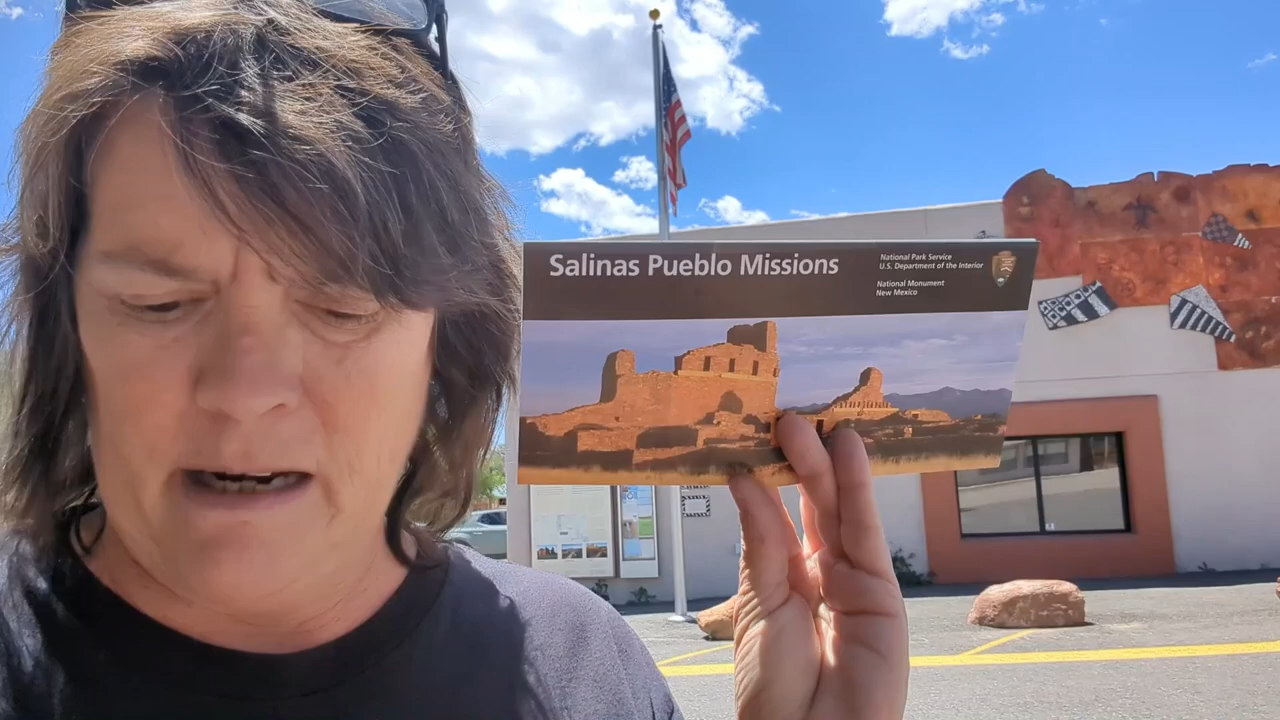 Salinas Pueblo Missions
National Park Service
U.S. Department of the Interior
National Monument
New Mexico